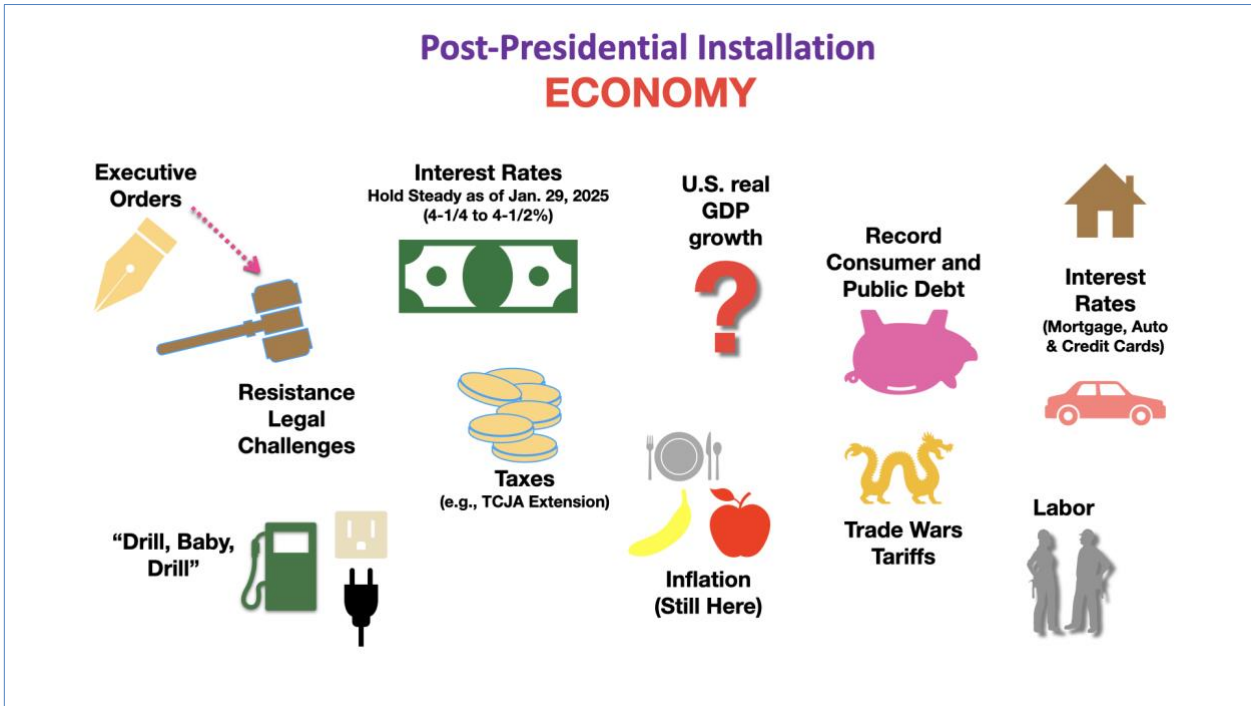 Post-Presidential Installation
ECONOMY
Executive
Orders
Resistance
Legal
Challenges
Interest Rates
Hold Steady as of Jan. 29, 2025
(4-1/4 to 4-1/2%)
Taxes
(e.g., TCJA Extension)
“Drill, Baby,
Drill”
U.S. real
GDP
growth
?
Inflation
(Still Here)
Record
Consumer and
Public Debt
Trade Wars
Tariffs
Interest
Rates
(Mortgage, Auto
& Credit Cards)
Labor